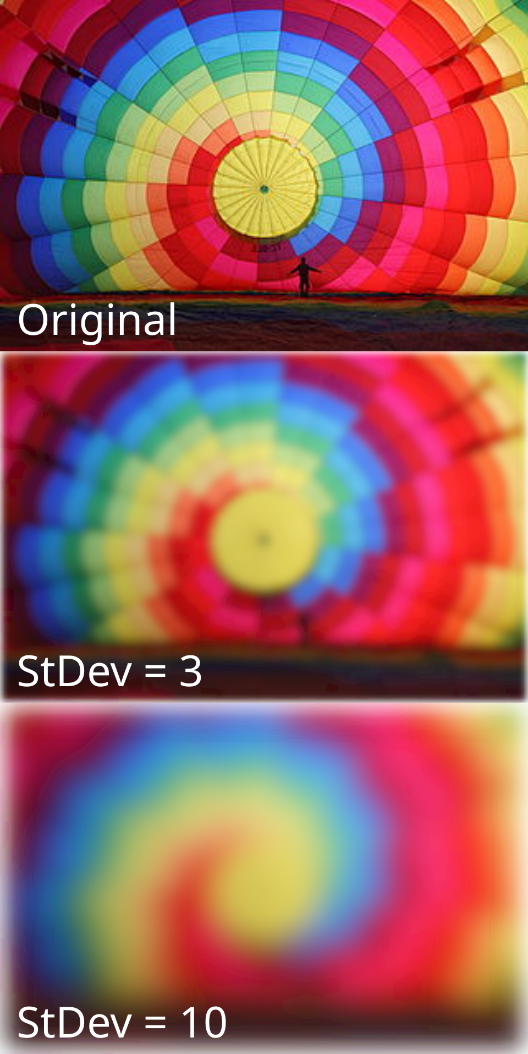 Original
StDev = 3
StDev = 10